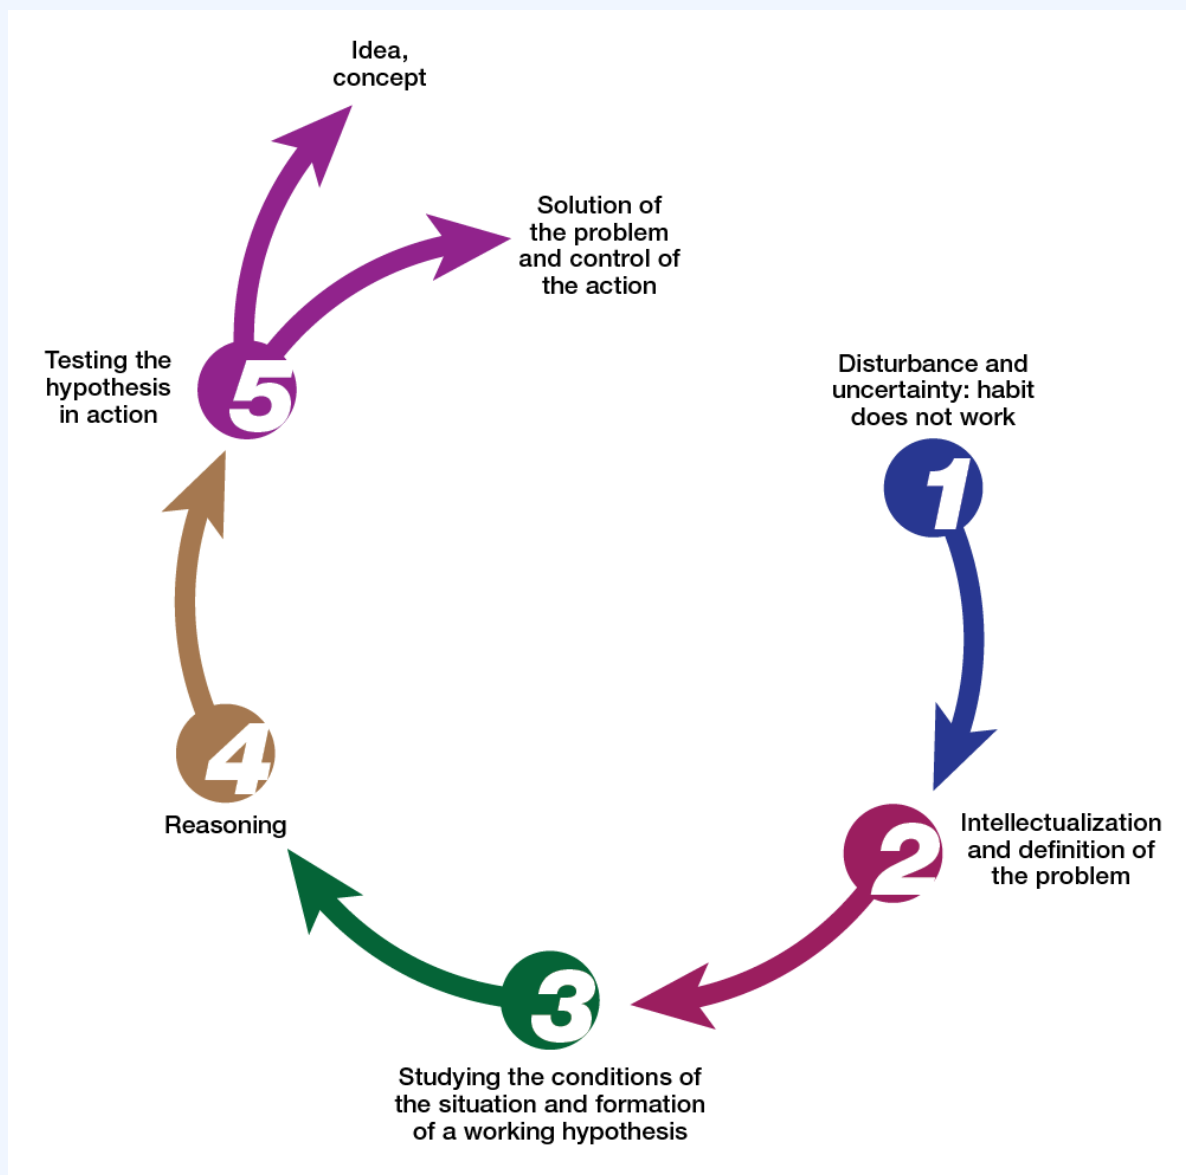 Idea,
concept
Solution of
the problem
and control of
the action
Testing the
hypothesis
in action
5
Disturbance and
uncertainty: habit
does not work
1
4
Reasoning
2
Intellectualization
and definition of
the problem
3
Studying the conditions of
the situation and formation
of a working hypothesis